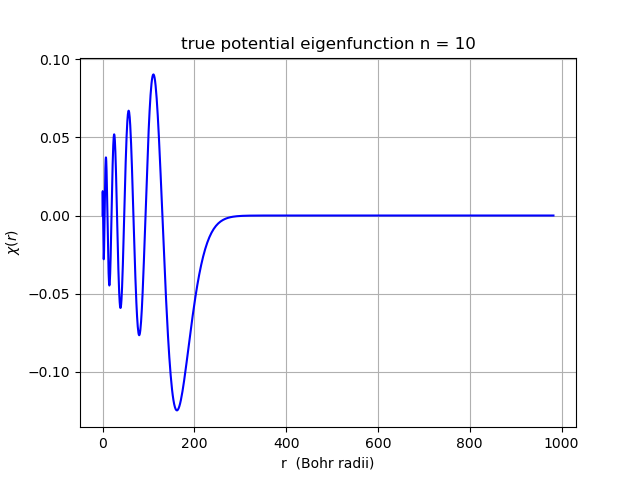 true potential eigenfunction n = 10
0.10
0.05
0.00
−0.05
−0.10
χ(r)
0 200 400 600 800 1000
r (Bohr radii)